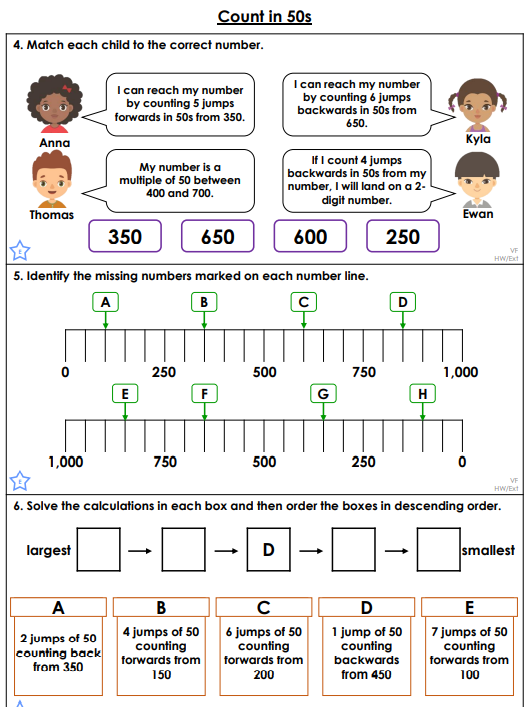 Count in 50s
4. Match each child to the correct number.
I can reach my number
by counting 5 jumps
forwards in 50s from 350.
Anna
I can reach my number
by counting 6 jumps
backwards in 50s from
650.
Kyla
My number is a
multiple of 50 between
400 and 700.
Thomas
If I count 4 jumps
backwards in 50s from my
number, I will land on a 2-
digit number.
Ewan
350 650 600 250
E
VF
HW/Ext
5. Identify the missing numbers marked on each number line.
A B C D
0 250 500 750 1,000
E F G H
1,000 750 500 250 0
E
VF
HW/Ext
6. Solve the calculations in each box and then order the boxes in descending order.
largest D smallest
A B C D E
2 jumps of 50
counting back
from 350
4 jumps of 50
counting
forwards from
150
6 jumps of 50
counting
forwards from
200
1 jump of 50
counting
backwards
from 450
7 jumps of 50
counting
forwards from
100